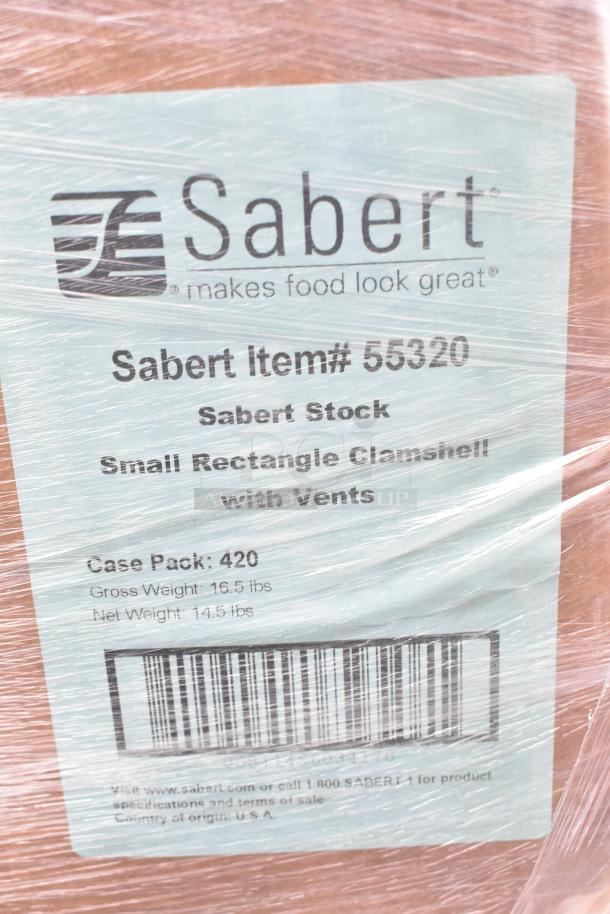 Sabert®
® makes food look great®
Sabert Item# 55320
Sabert Stock
Small Rectangle Clamshell
with Vents
Case Pack: 420
Gross Weight: 16.5 lbs
Net Weight: 14.5 lbs
Visit www.sabert.com or call 1.800.SABERT 1 for product
specifications and terms of sale
Country of origin: U.S.A.